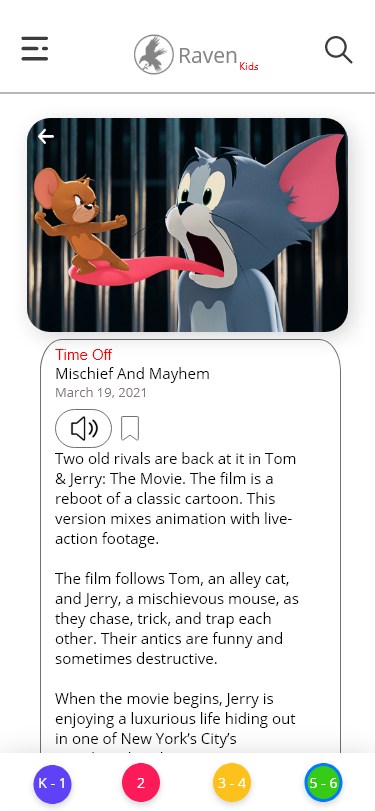 Raven
Kids
Time Off
Mischief And Mayhem
March 19, 2021
Two old rivals are back at it in Tom
& Jerry: The Movie. The film is a
reboot of a classic cartoon. This
version mixes animation with live-
action footage.
The film follows Tom, an alley cat,
and Jerry, a mischievous mouse, as
they chase, trick, and trap each
other. Their antics are funny and
sometimes destructive.
When the movie begins, Jerry is
enjoying a luxurious life hiding out
in one of New York's City's
K - 1
2
3 - 4
5 - 6